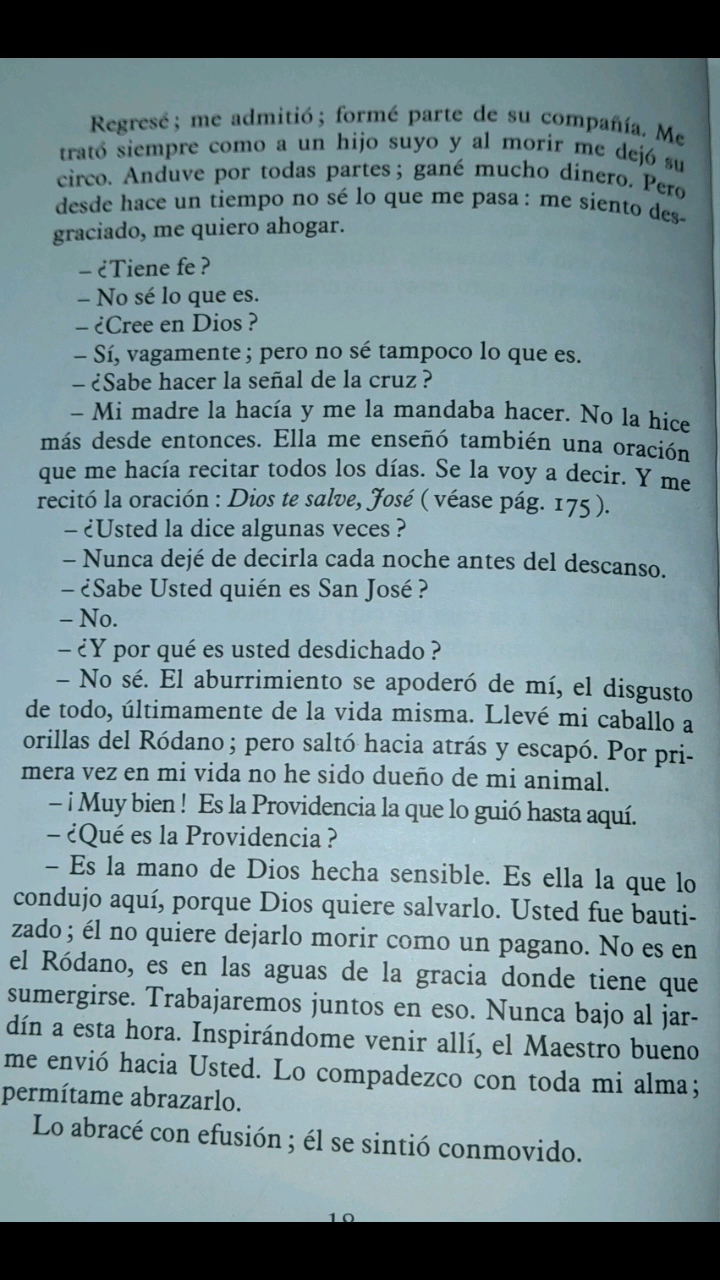 Regresé; me admitió; formé parte de su compañía. Me
trató siempre como a un hijo suyo y al morir me dejó su
circo. Anduve por todas partes; gané mucho dinero. Pero
desde hace un tiempo no sé lo que me pasa: me siento des-
graciado, me quiero ahogar.
– ¿Tiene fe?
– No sé lo que es.
– ¿Cree en Dios?
– Sí, vagamente; pero no sé tampoco lo que es.
– ¿Sabe hacer la señal de la cruz?
– Mi madre la hacía y me la mandaba hacer. No la hice
más desde entonces. Ella me enseñó también una oración
que me hacía recitar todos los días. Se la voy a decir. Y me
recitó la oración: Dios te salve, José (véase pág. 175).
– ¿Usted la dice algunas veces?
– Nunca dejé de decirla cada noche antes del descanso.
– ¿Sabe Usted quién es San José?
– No.
– ¿Y por qué es usted desdichado?
– No sé. El aburrimiento se apoderó de mí, el disgusto
de todo, últimamente de la vida misma. Llevé mi caballo a
orillas del Ródano; pero saltó hacia atrás y escapó. Por pri-
mera vez en mi vida no he sido dueño de mi animal.
– ¡Muy bien! Es la Providencia la que lo guió hasta aquí.
– ¿Qué es la Providencia?
– Es la mano de Dios hecha sensible. Es ella la que lo
condujo aquí, porque Dios quiere salvarlo. Usted fue bauti-
zado; él no quiere dejarlo morir como un pagano. No es en
el Ródano, es en las aguas de la gracia donde tiene que
sumergirse. Trabajaremos juntos en eso. Nunca bajo al jar-
dín a esta hora. Inspirándome venir allí, el Maestro bueno
me envió hacia Usted. Lo compadezco con toda mi alma;
permítame abrazarlo.
Lo abracé con efusión; él se sintió conmovido.